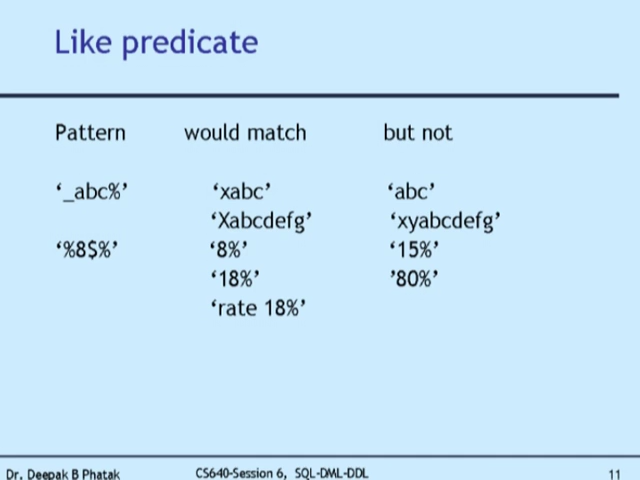 Like predicate
Pattern would match but not
‘_abc%’ ‘xabc’ ‘abc’
‘Xabcdefg’ ‘xyabcdefg’
‘%8$%’ ‘8%’ ‘15%’
‘18%’ ’80%’
‘rate 18%’
Dr. Deepak B Phatak CS640-Session 6, SQL-DML-DDL 11